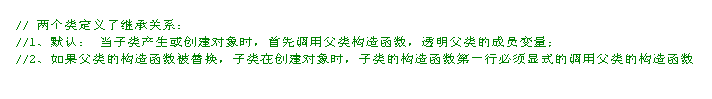 // 两个类定义了继承关系：
//1、默认： 当子类产生或创建对象时，首先调用父类构造函数，透明父类的成员变量；
//2、如果父类的构造函数被替换，子类在创建对象时，子类的构造函数第一行必须显式的调用父类的构造函数